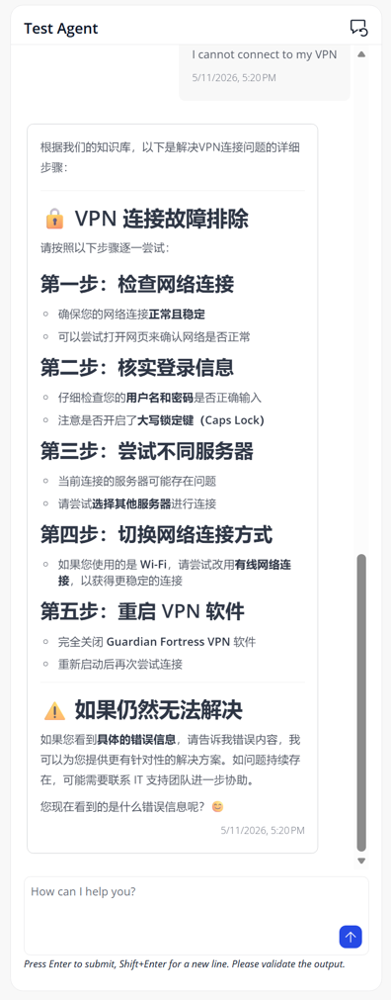 Test Agent
I cannot connect to my VPN
5/11/2026, 5:20 PM
根据我们的知识库，以下是解决VPN连接问题的详细
步骤：
🔒 VPN 连接故障排除
请按照以下步骤逐一尝试：
第一步：检查网络连接
确保您的网络连接正常且稳定
可以尝试打开网页来确认网络是否正常
第二步：核实登录信息
仔细检查您的用户名和密码是否正确输入
注意是否开启了大写锁定键（Caps Lock）
第三步：尝试不同服务器
当前连接的服务器可能存在问题
请尝试选择其他服务器进行连接
第四步：切换网络连接方式
如果您使用的是 Wi-Fi，请尝试改用有线网络连
接，以获得更稳定的连接
第五步：重启 VPN 软件
完全关闭 Guardian Fortress VPN 软件
重新启动后再次尝试连接
⚠️ 如果仍然无法解决
如果您看到具体的错误信息，请告诉我错误内容，我
可以为您提供更有针对性的解决方案。如问题持续存
在，可能需要联系 IT 支持团队进一步协助。
您现在看到的是什么错误信息呢？😊
5/11/2026, 5:20 PM
How can I help you?
Press Enter to submit, Shift+Enter for a new line. Please validate the output.